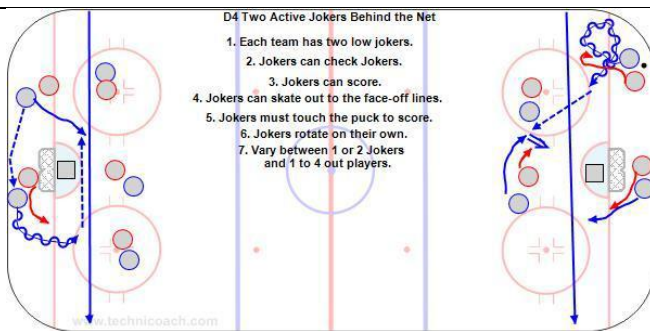 D4 Two Active Jokers Behind the Net
1. Each team has two low jokers.
2. Jokers can check Jokers.
3. Jokers can score.
4. Jokers can skate out to the face-off lines.
5. Jokers must touch the puck to score.
6. Jokers rotate on their own.
7. Vary between 1 or 2 Jokers
and 1 to 4 out players.
www.technicoach.com